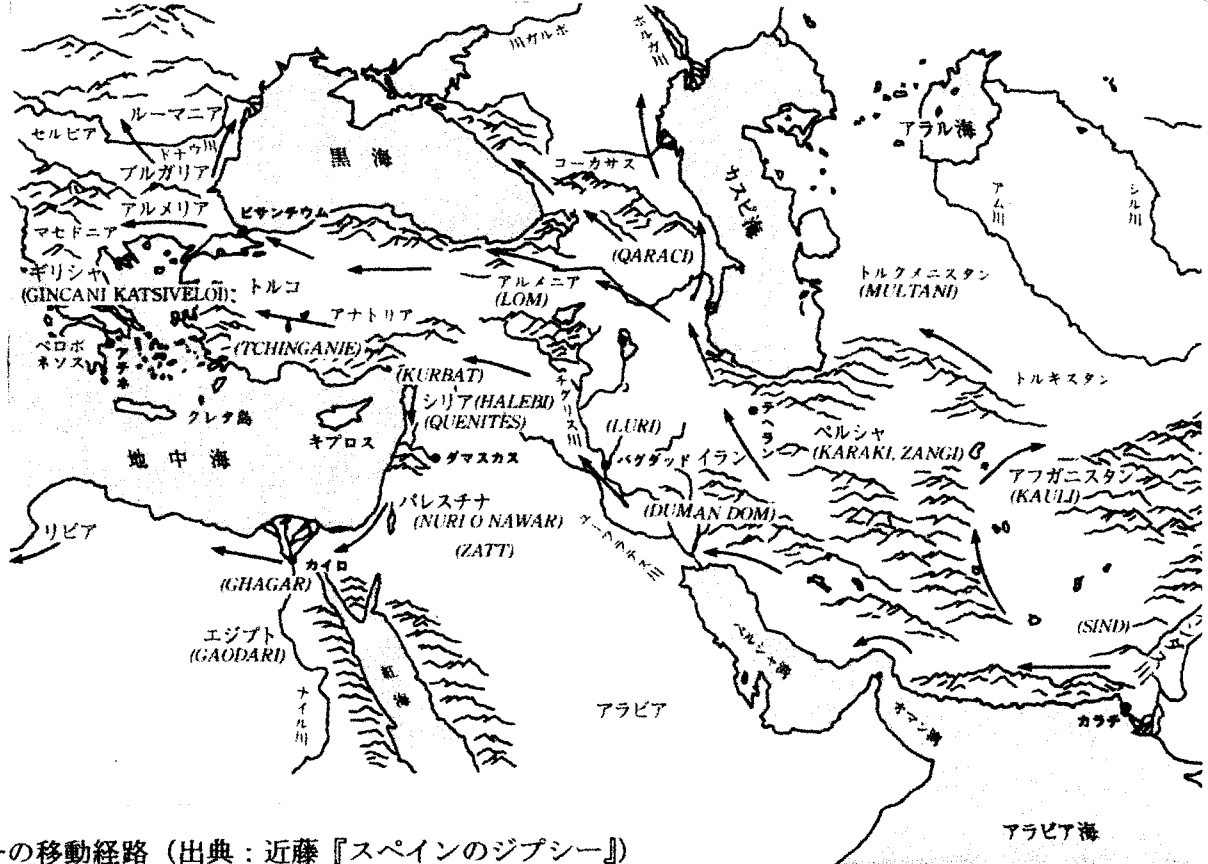 川ガルボ
ボルガ川
ルーマニア
セルビア
ドナウ川
ブルガリア
アルメリア
マセドニア
ビサンチウム
黒海
コーカサス
カスピ海
アラル海
アム川
シル川
ギリシャ
(GINCANI KATSIVELOI)
トルコ
アルメニア
(LOM)
(QARACI)
トルクメニスタン
(MULTANI)
アナトリア
ペロポ
ネソス
アテネ
(TCHINGANIE)
(KURBAT)
シリア(HALEBI)
(QUENITES)
チグリス川
トルキスタン
テヘラン
クレタ島
キプロス
地中海
ダマスカス
(LURI)
バグダッド
イラン
ペルシャ
(KARAKI, ZANGI)
アフガニスタン
(KAULI)
パレスチナ
(NURI O NAWAR)
(ZATT)
(DUMAN DOM)
リビア
カイロ
(GHAGAR)
エジプト
(GAODARI)
ナイル川
紅海
ペルシャ湾
(SIND)
アラビア
オマン湾
カラチ
アラビア海
ーの移動経路(出典:近藤『スペインのジプシー』)